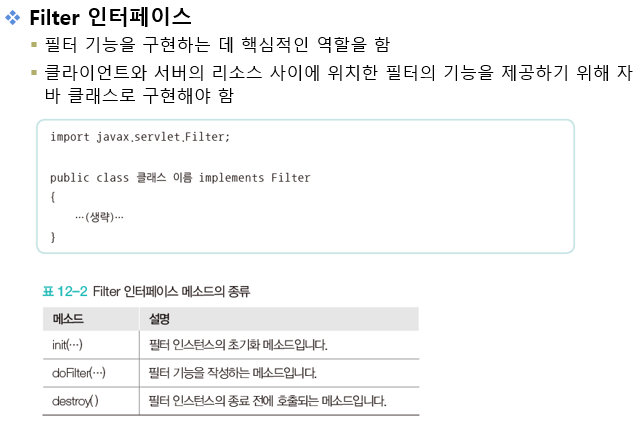 Filter 인터페이스
필터 기능을 구현하는 데 핵심적인 역할을 함
클라이언트와 서버의 리소스 사이에 위치한 필터의 기능을 제공하기 위해 자
바 클래스로 구현해야 함
import javax.servlet.Filter;
public class 클래스 이름 implements Filter
{
…(생략)…
}
표 12-2 Filter 인터페이스 메소드의 종류
메소드 설명
init(…) 필터 인스턴스의 초기화 메소드입니다.
doFilter(…) 필터 기능을 작성하는 메소드입니다.
destroy( ) 필터 인스턴스의 종료 전에 호출되는 메소드입니다.